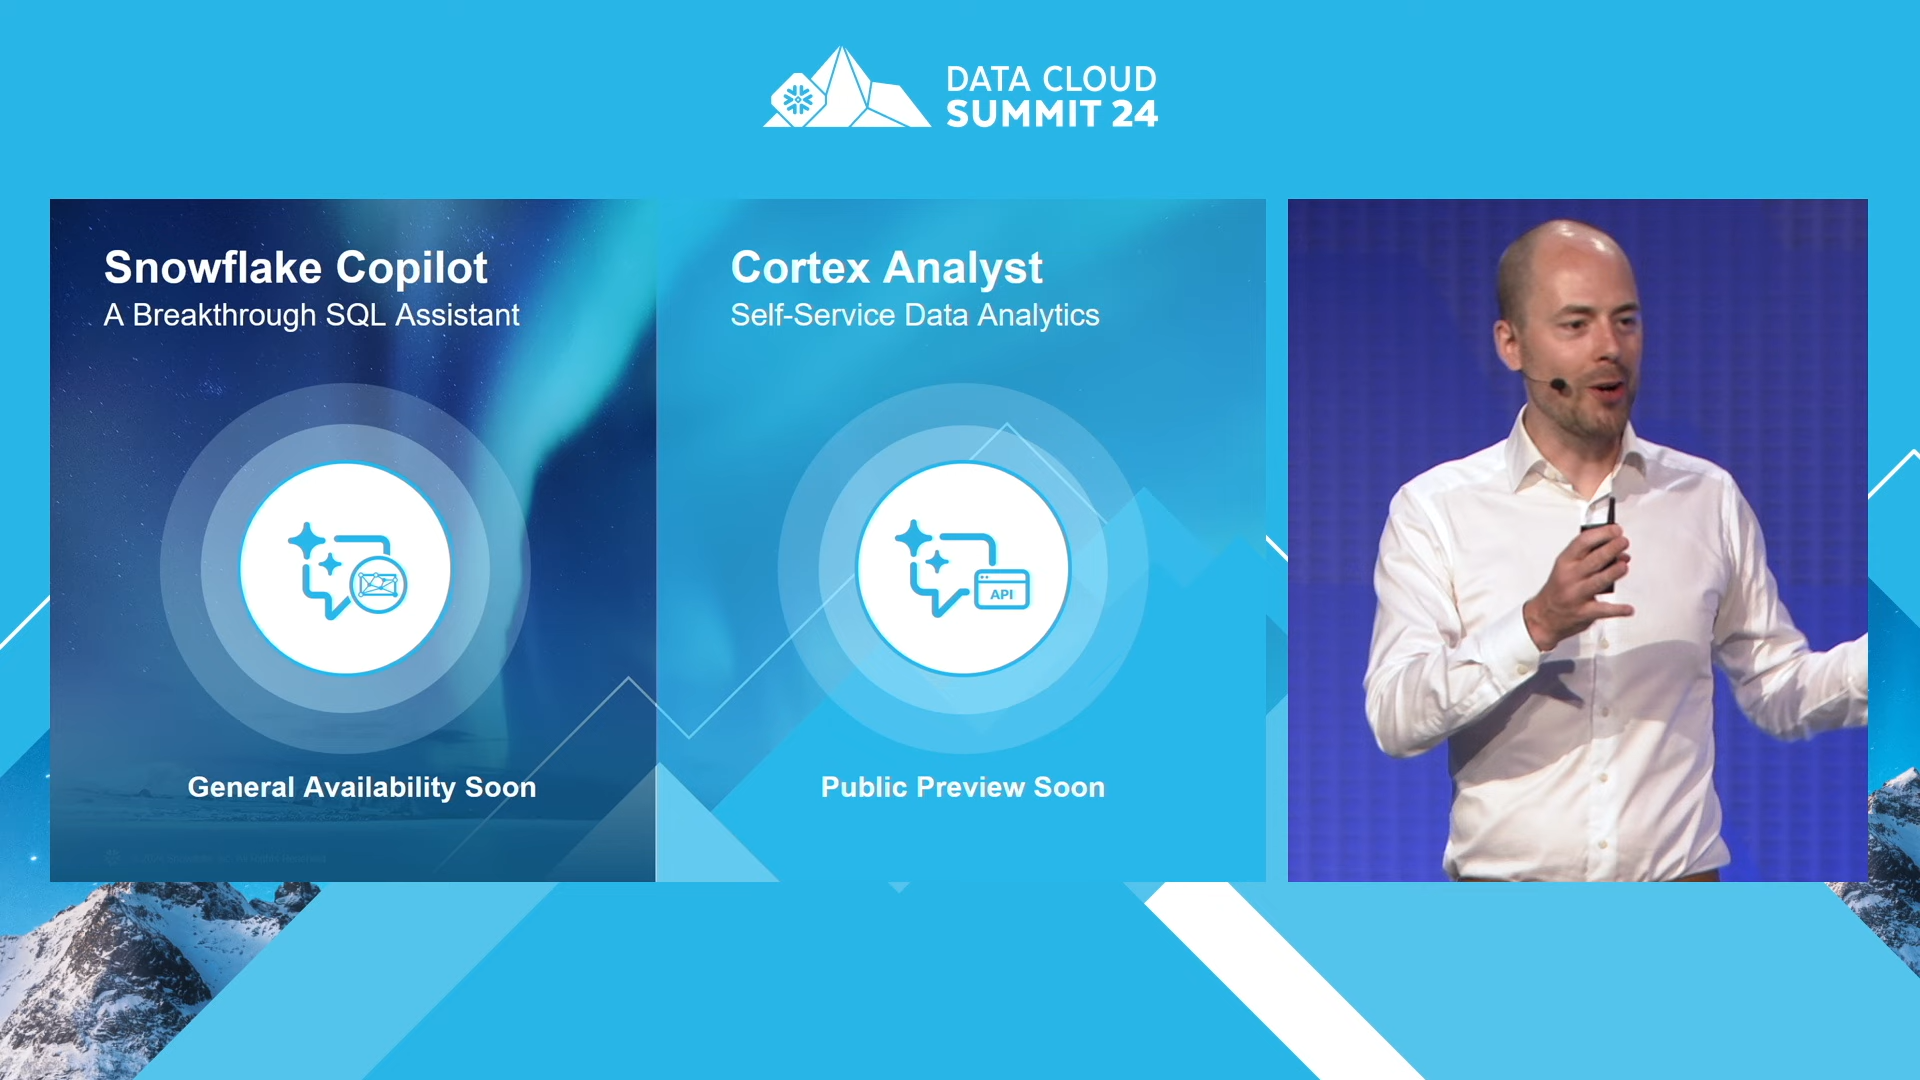 DATA CLOUD
SUMMIT 24
Snowflake Copilot
A Breakthrough SQL Assistant
General Availability Soon
Cortex Analyst
Self-Service Data Analytics
API
Public Preview Soon